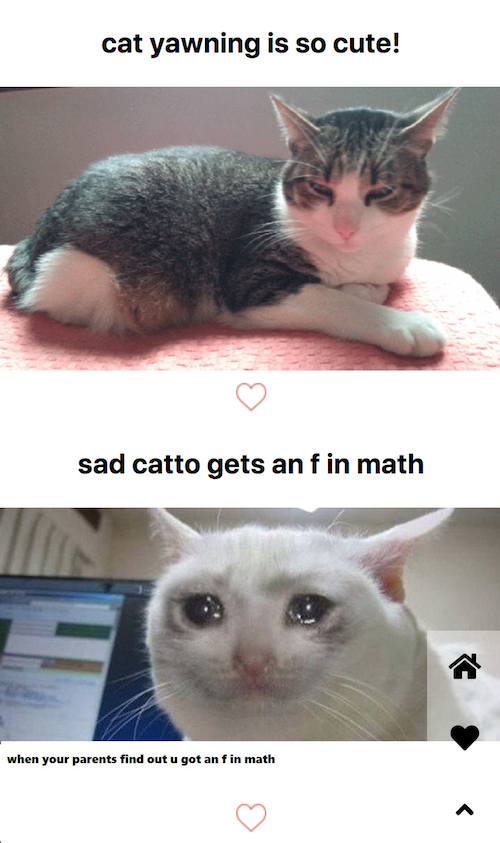 cat yawning is so cute!
sad catto gets an f in math
when your parents find out u got an f in math